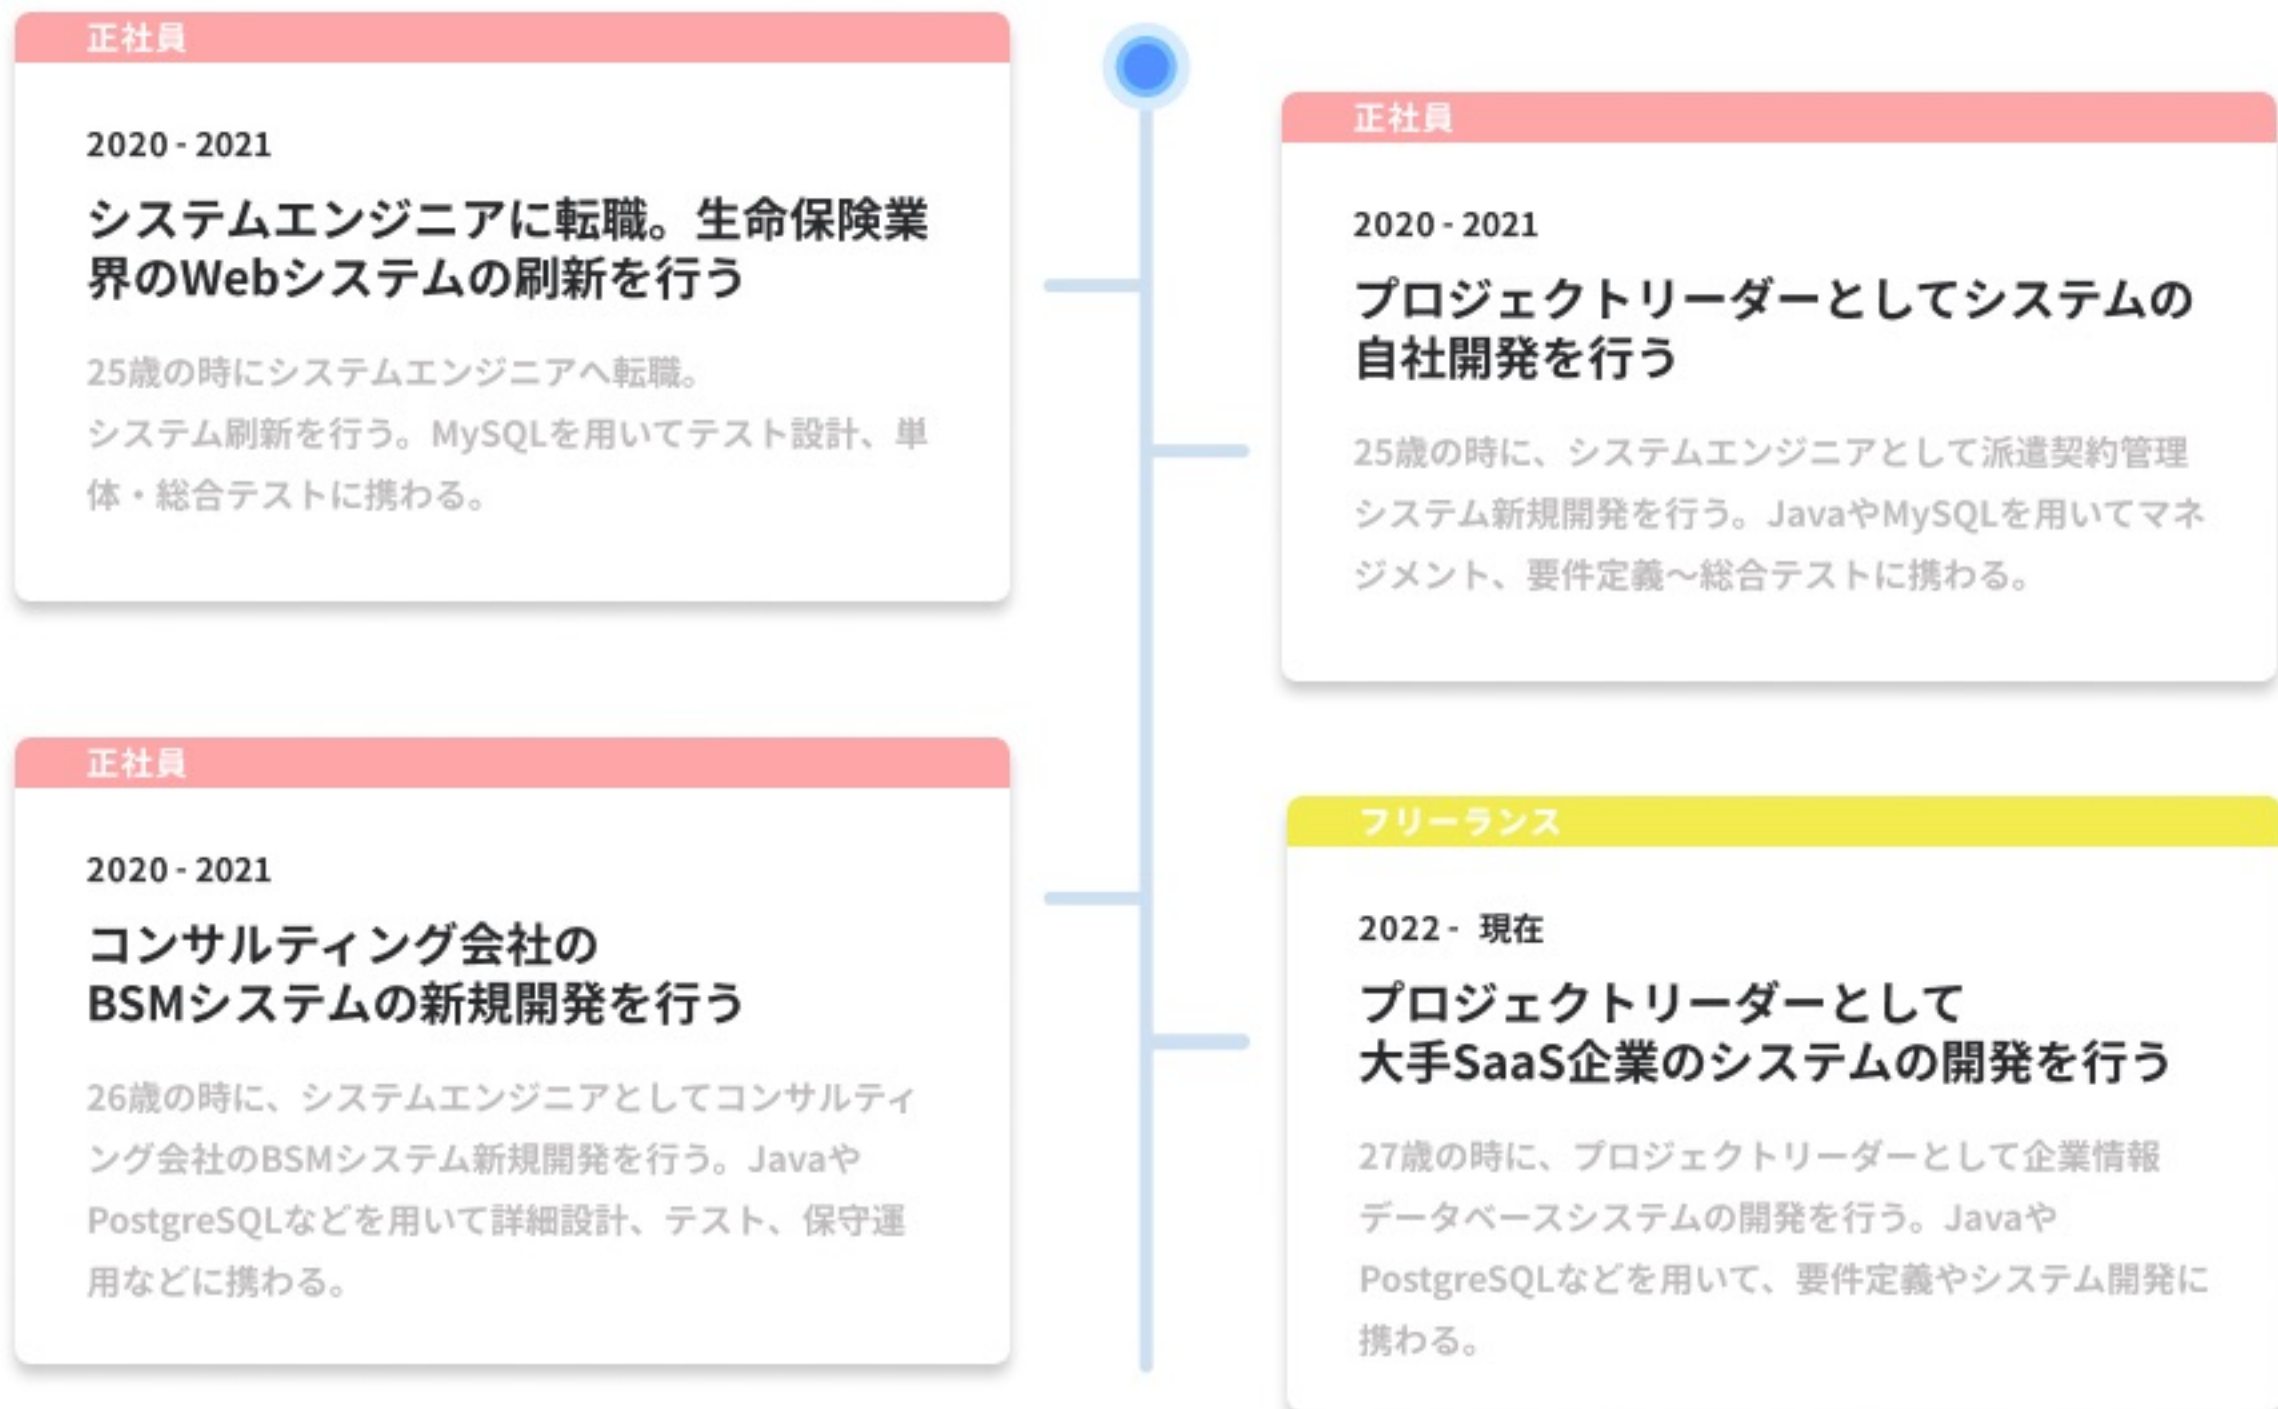 正社員
2020 - 2021
システムエンジニアに転職。生命保険業
界のWebシステムの刷新を行う
25歳の時にシステムエンジニアへ転職。
システム刷新を行う。MySQLを用いてテスト設計、単
体・総合テストに携わる。
正社員
2020 - 2021
プロジェクトリーダーとしてシステムの
自社開発を行う
25歳の時に、システムエンジニアとして派遣契約管理
システム新規開発を行う。JavaやMySQLを用いてマネ
ジメント、要件定義〜総合テストに携わる。
正社員
2020 - 2021
コンサルティング会社の
BSMシステムの新規開発を行う
26歳の時に、システムエンジニアとしてコンサルティ
ング会社のBSMシステム新規開発を行う。Javaや
PostgreSQLなどを用いて詳細設計、テスト、保守運
用などに携わる。
フリーランス
2022 - 現在
プロジェクトリーダーとして
大手SaaS企業のシステムの開発を行う
27歳の時に、プロジェクトリーダーとして企業情報
データベースシステムの開発を行う。Javaや
PostgreSQLなどを用いて、要件定義やシステム開発に
携わる。